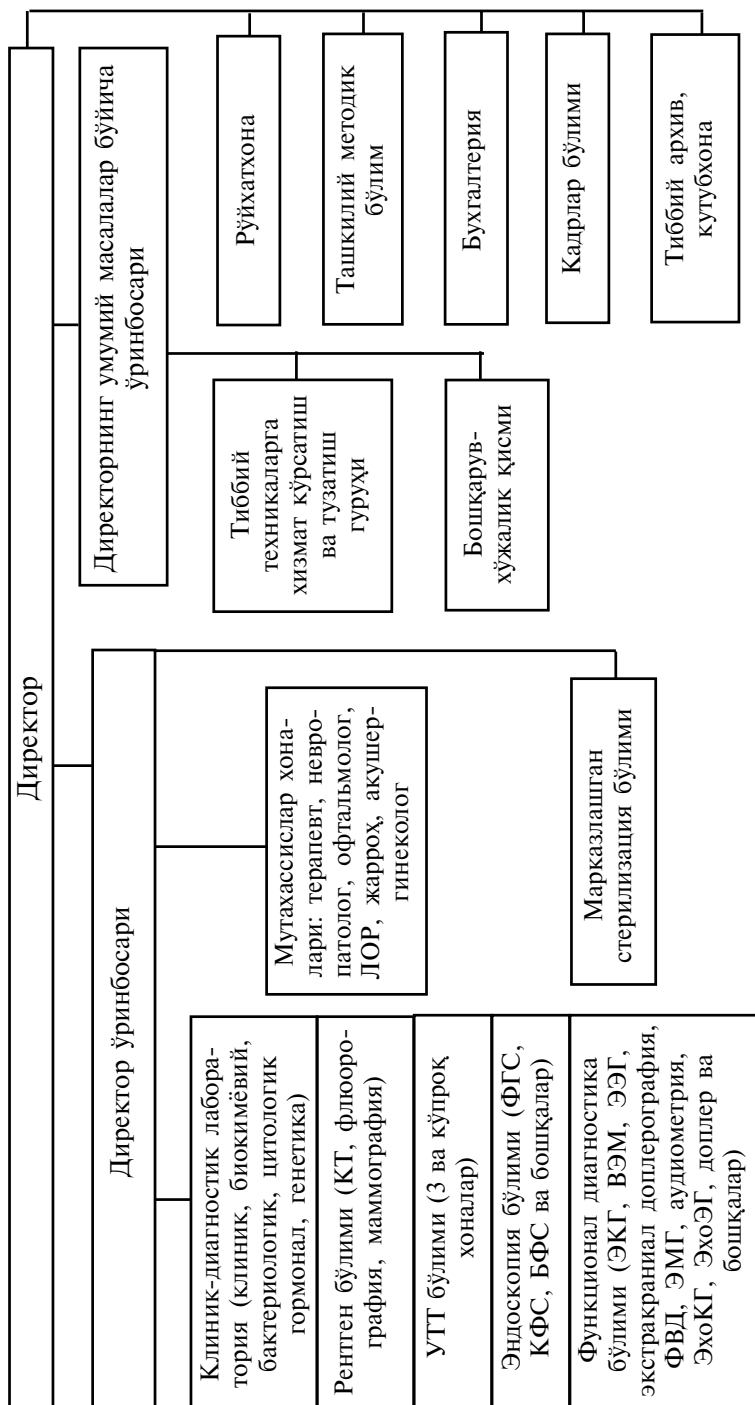 Директор
Директор ўринбосари
Директорнинг умумий масалалар бўйича
ўринбосари
Клиник-диагностик лабора-
тория (клиник, биокимёвий,
бактериологик, цитологик
гормонал, генетика)
Рентген бўлими (КТ, флюоро-
графия, маммография)
УТТ бўлими (3 ва кўпроқ
хоналар)
Эндоскопия бўлими (ФГС,
КФС, БФС ва бошқалар)
Функционал диагностика
бўлими (ЭКГ, ВЭМ, ЭЭГ,
экстракраниал доплерография,
ФВД, ЭМГ, аудиометрия,
ЭхоКГ, ЭхоЭГ, доплер ва
бошқалар)
Мутахассислар хона-
лари: терапевт, невро-
патолог, офтальмолог,
ЛОР, жарроҳ, акушер-
гинеколог
Марказлашган
стерилизация бўлими
Тиббий
техникаларга
хизмат кўрсатиш
ва тузатиш
гуруҳи
Бошқарув-
хўжалик қисми
Рўйхатхона
Ташкилий методик
бўлим
Бухгалтерия
Кадрлар бўлими
Тиббий архив,
кутубхона